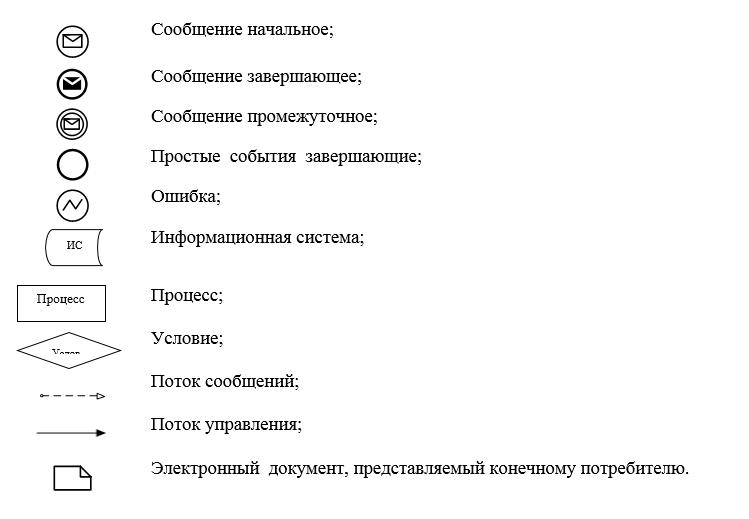 Сообщение начальное;
Сообщение завершающее;
Сообщение промежуточное;
Простые события завершающие;
Ошибка;
ИС Информационная система;
Процесс Процесс;
Условие;
Поток сообщений;
Поток управления;
Электронный документ, представляемый конечному потребителю.